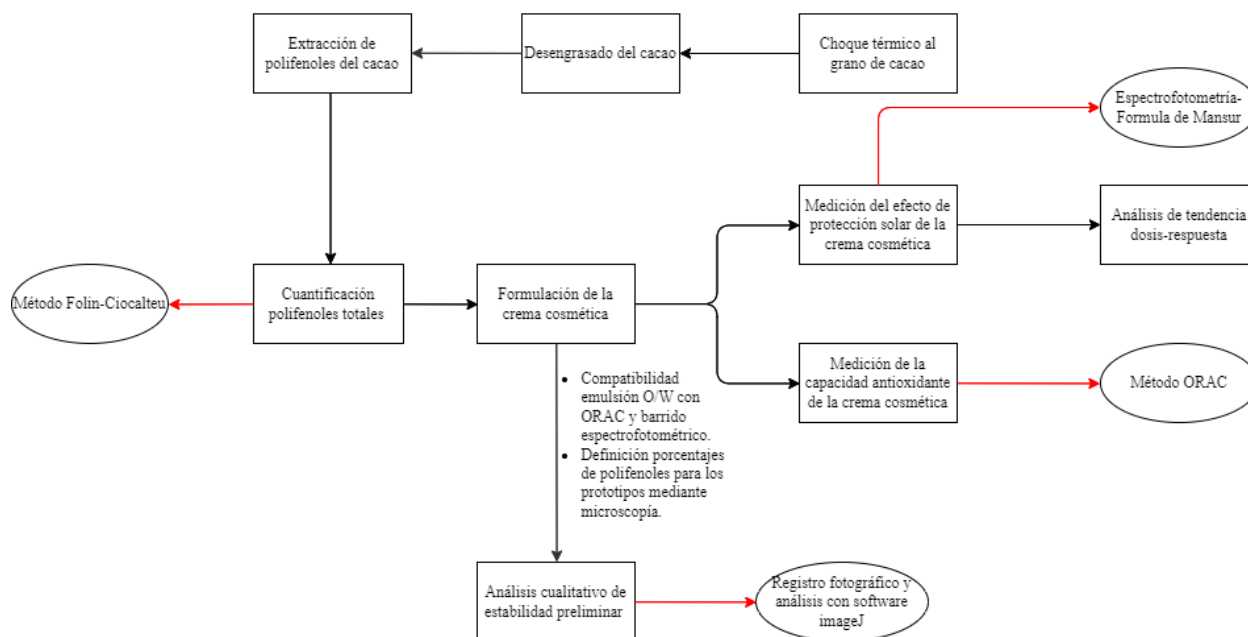 Extracción de
polifenoles del cacao
Desengrasado del cacao
Choque térmico al
grano de cacao
Espectrofotometría-
Formula de Mansur
Medición del efecto de
protección solar de la
crema cosmética
Análisis de tendencia
dosis-respuesta
Método Folin-Ciocalteu
Cuantificación
polifenoles totales
Formulación de la
crema cosmética
Medición de la
capacidad antioxidante
de la crema cosmética
Método ORAC
• Compatibilidad
emulsión O/W con
ORAC y barrido
espectrofotométrico.
• Definición porcentajes
de polifenoles para los
prototipos mediante
microscopía.
Análisis cualitativo de
estabilidad preliminar
Registro fotográfico y
análisis con software
imageJ